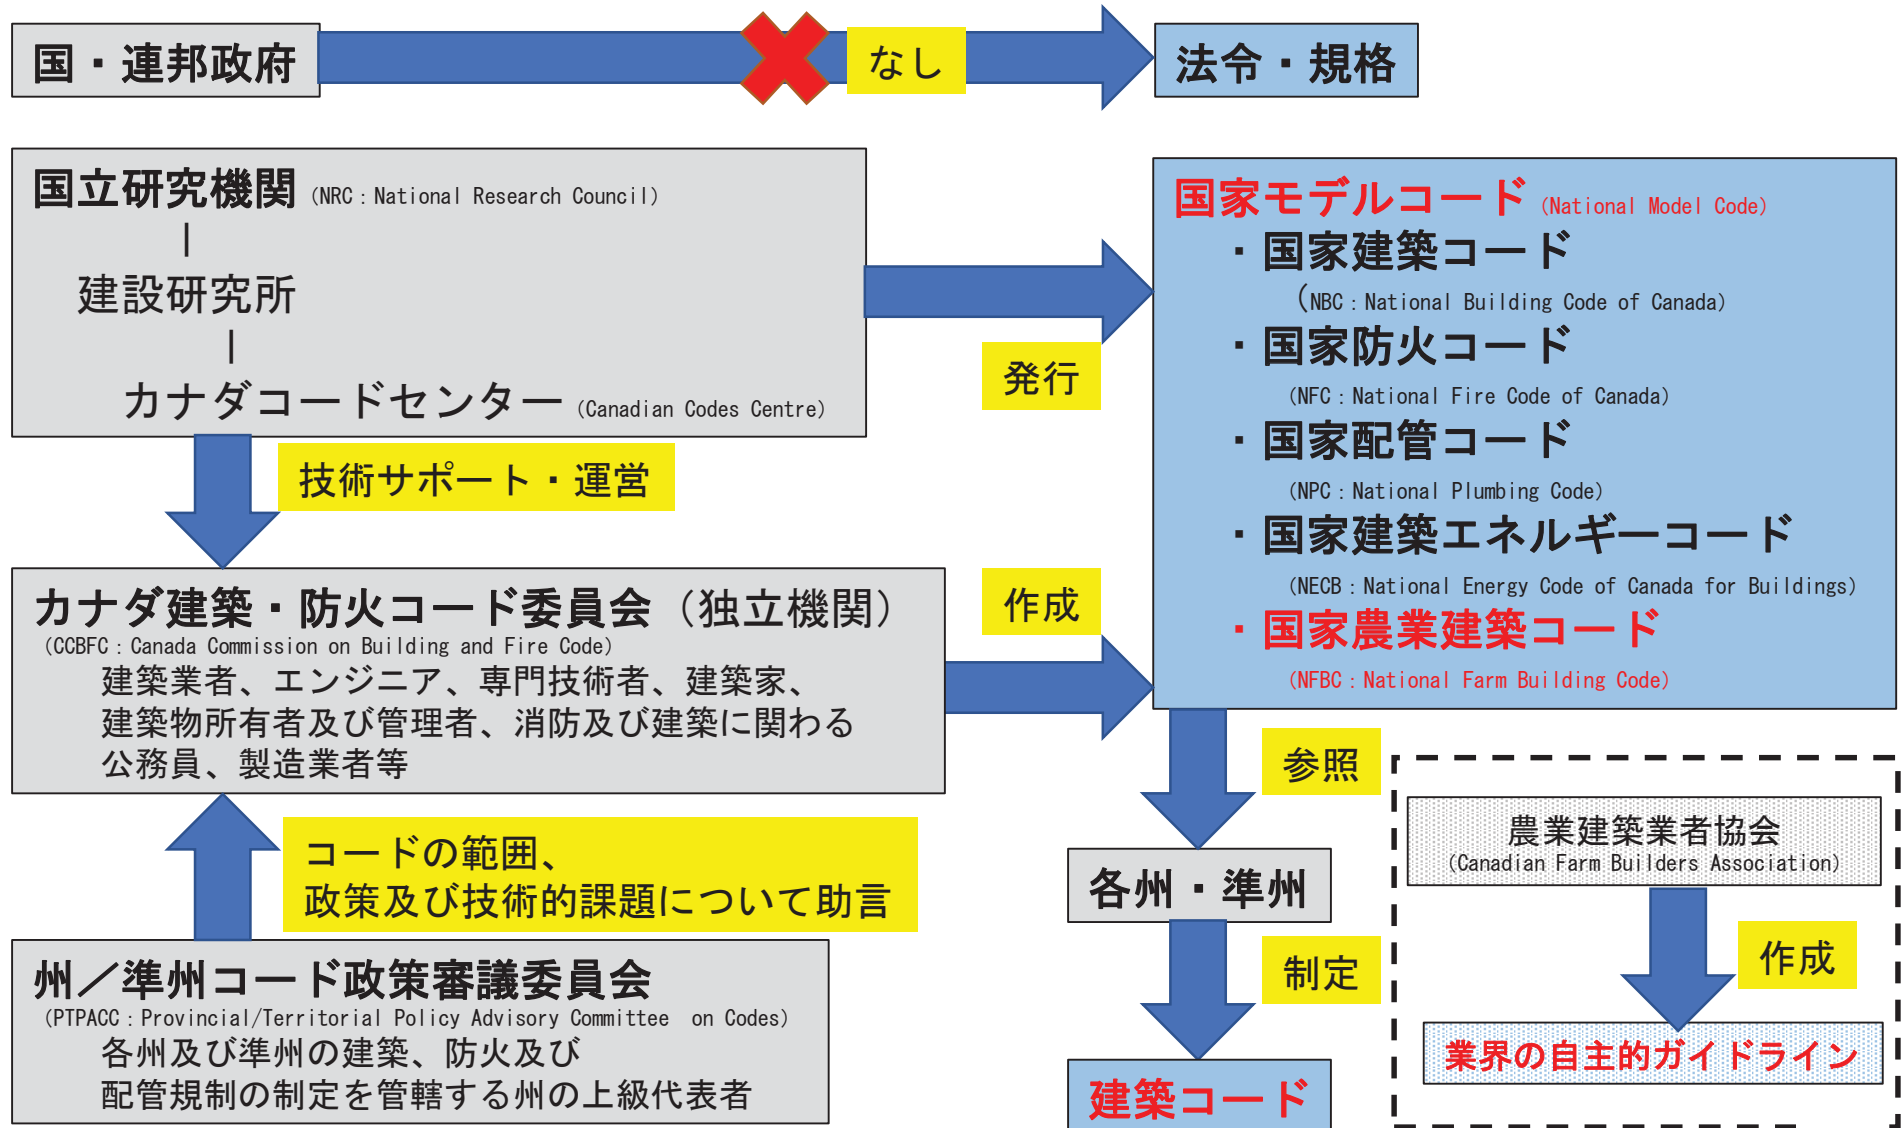 国・連邦政府
なし
法令・規格
国立研究機関 (NRC：National Research Council)
建設研究所
カナダコードセンター (Canadian Codes Centre)
発行
国家モデルコード (National Model Code)
・国家建築コード
(NBC：National Building Code of Canada)
・国家防火コード
(NFC：National Fire Code of Canada)
・国家配管コード
(NPC：National Plumbing Code)
・国家建築エネルギーコード
(NECB：National Energy Code of Canada for Buildings)
・国家農業建築コード
(NFBC：National Farm Building Code)
技術サポート・運営
カナダ建築・防火コード委員会（独立機関）
(CCBFC：Canada Commission on Building and Fire Code)
建築業者、エンジニア、専門技術者、建築家、
建築物所有者及び管理者、消防及び建築に関わる
公務員、製造業者等
作成
コードの範囲、
政策及び技術的課題について助言
州／準州コード政策審議委員会
(PTPACC：Provincial/Territorial Policy Advisory Committee on Codes)
各州及び準州の建築、防火及び
配管規制の制定を管轄する州の上級代表者
参照
各州・準州
制定
建築コード
農業建築業者協会
(Canadian Farm Builders Association)
作成
業界の自主的ガイドライン